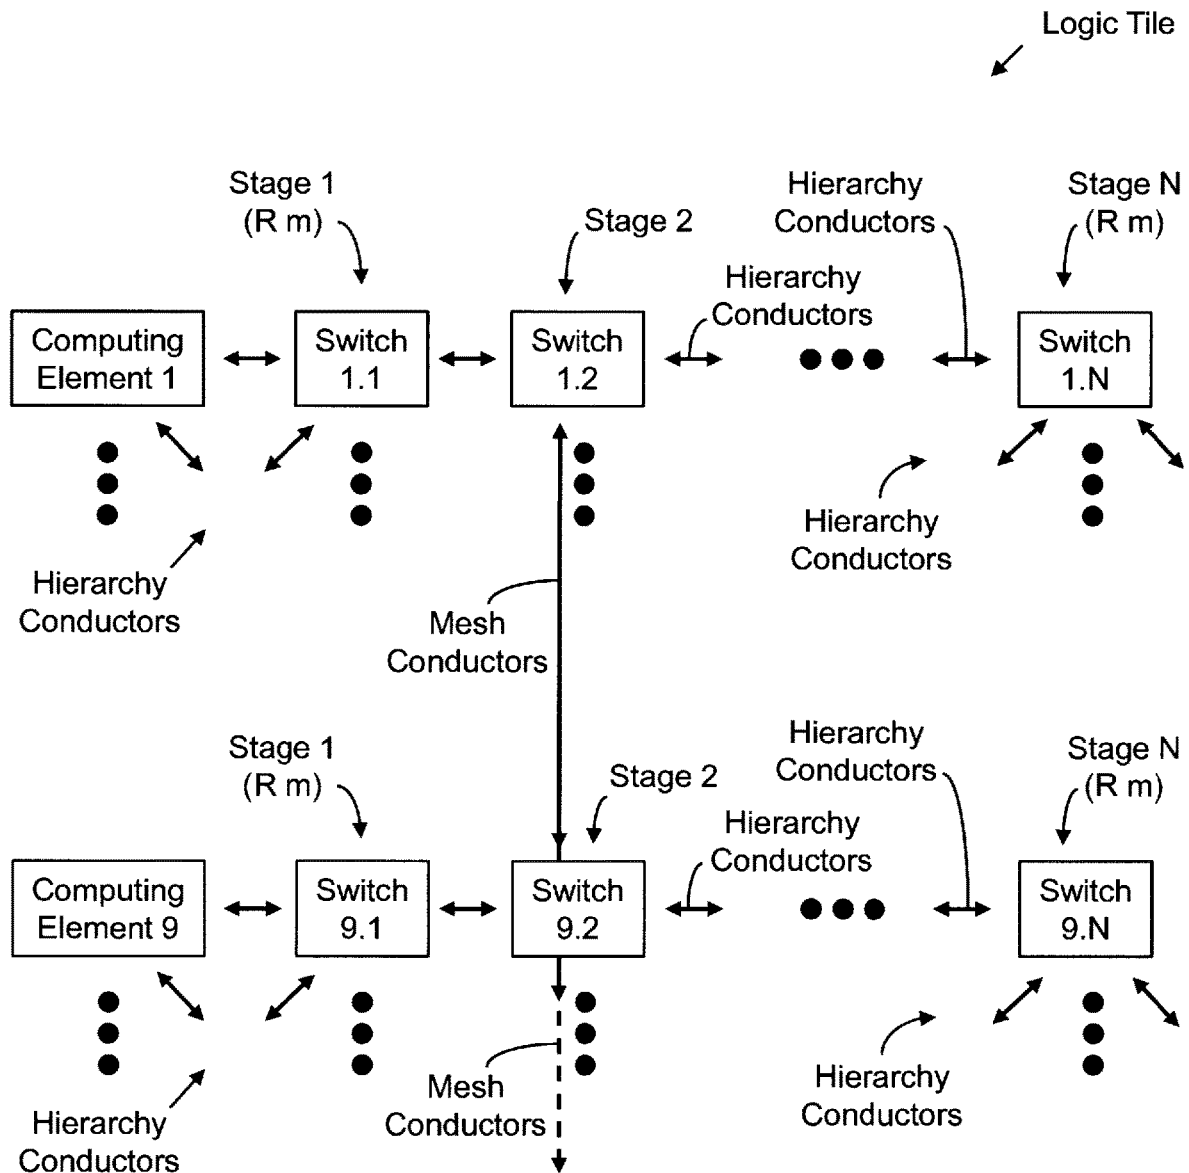 Logic Tile
Stage 1
(R m)
Stage 2
Hierarchy
Conductors
Stage N
(R m)
Hierarchy
Conductors
Computing
Element 1
Switch
1.1
Switch
1.2
Switch
1.N
Hierarchy
Conductors
Hierarchy
Conductors
Mesh
Conductors
Stage 1
(R m)
Stage 2
Hierarchy
Conductors
Stage N
(R m)
Hierarchy
Conductors
Computing
Element 9
Switch
9.1
Switch
9.2
Switch
9.N
Hierarchy
Conductors
Mesh
Conductors
Hierarchy
Conductors